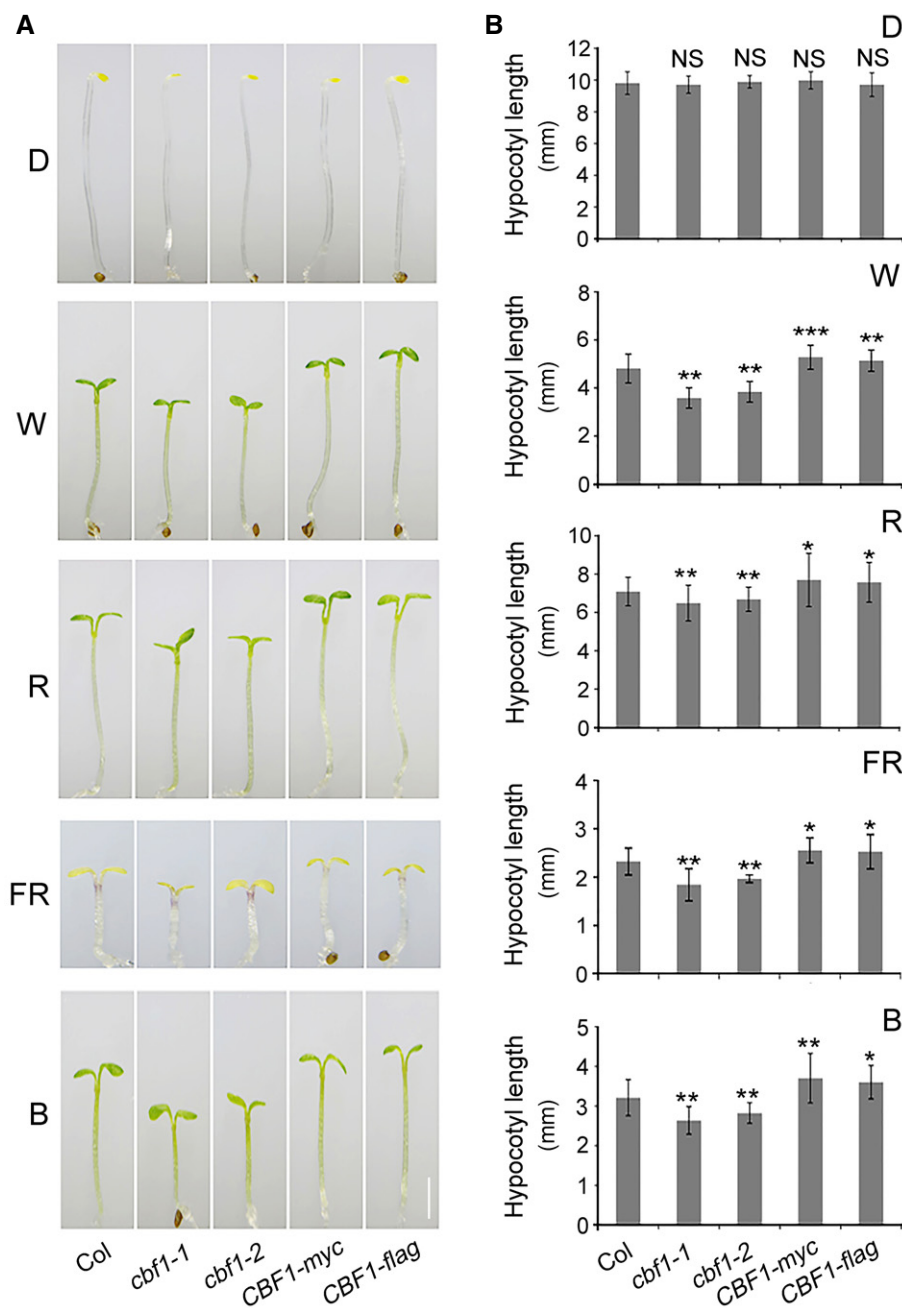 A
D
W
R
FR
B
Col
cbf1-1
cbf1-2
CBF1-myc
CBF1-flag
B
D
Hypocotyl length
(mm)
12
10
8
6
4
2
0
NS
NS
NS
NS
W
Hypocotyl length
(mm)
8
6
4
2
0
**
**
***
**
R
Hypocotyl length
(mm)
10
8
6
4
2
0
**
**
*
*
FR
Hypocotyl length
(mm)
4
3
2
1
0
**
**
*
*
B
Hypocotyl length
(mm)
5
4
3
2
1
0
**
**
**
*
Col
cbf1-1
cbf1-2
CBF1-myc
CBF1-flag